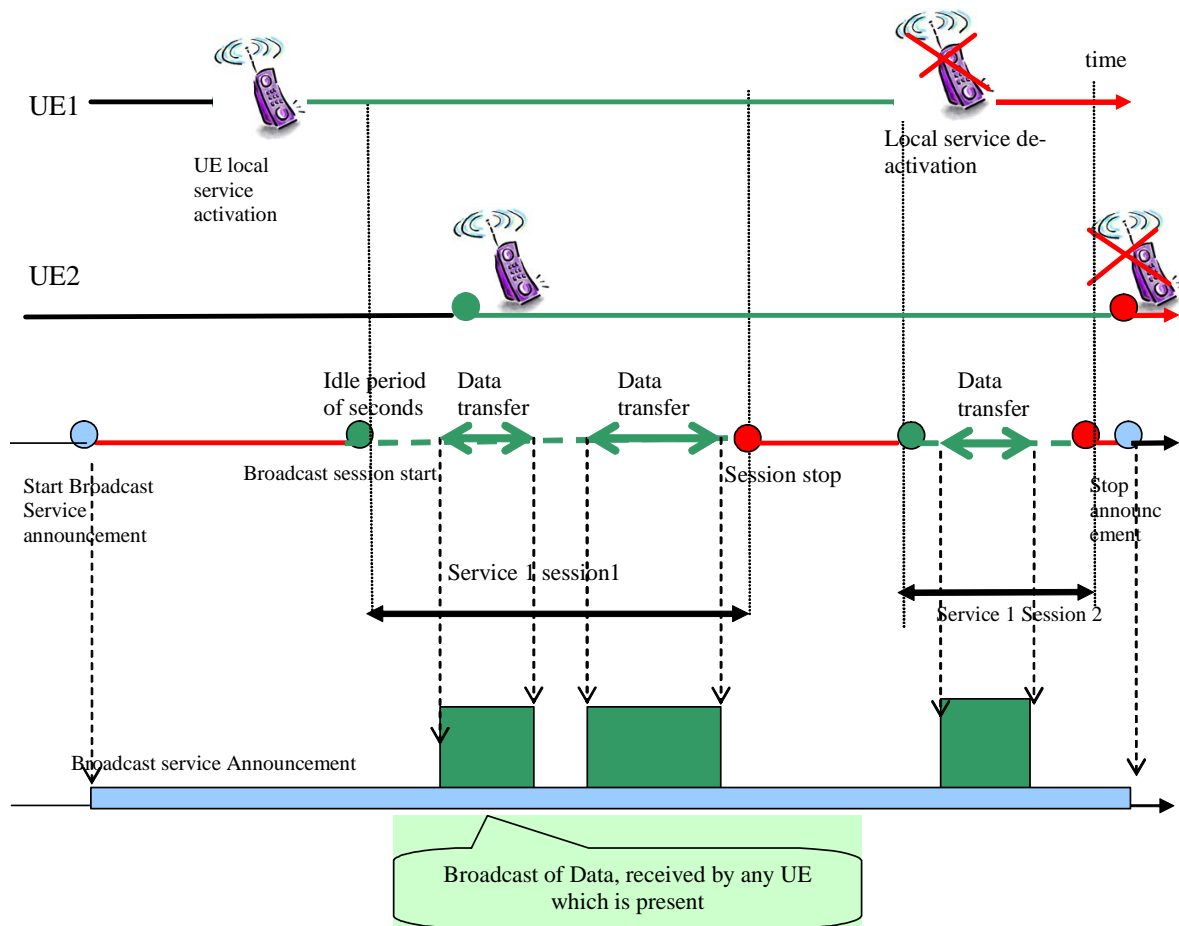 time
UE1
UE local
service
activation
Local service de-
activation
UE2
Idle period
of seconds
Data
transfer
Data
transfer
Data
transfer
Broadcast session start
Session stop
Start Broadcast
Service
announcement
Stop
announc
ement
Service 1 session1
Service 1 Session 2
Broadcast service Announcement
Broadcast of Data, received by any UE
which is present